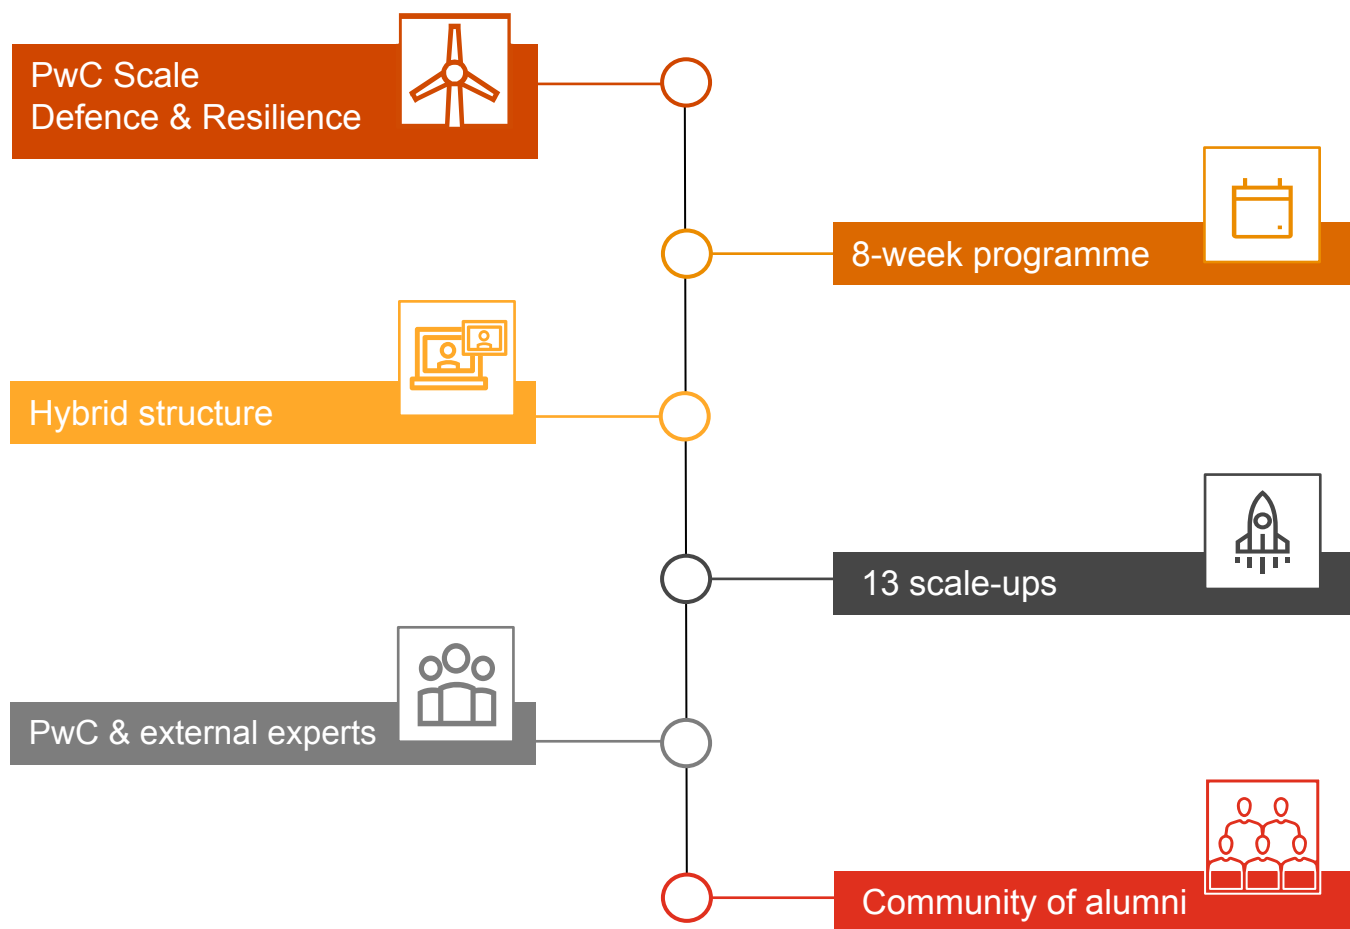 PwC Scale
Defence & Resilience
8-week programme
Hybrid structure
13 scale-ups
PwC & external experts
Community of alumni